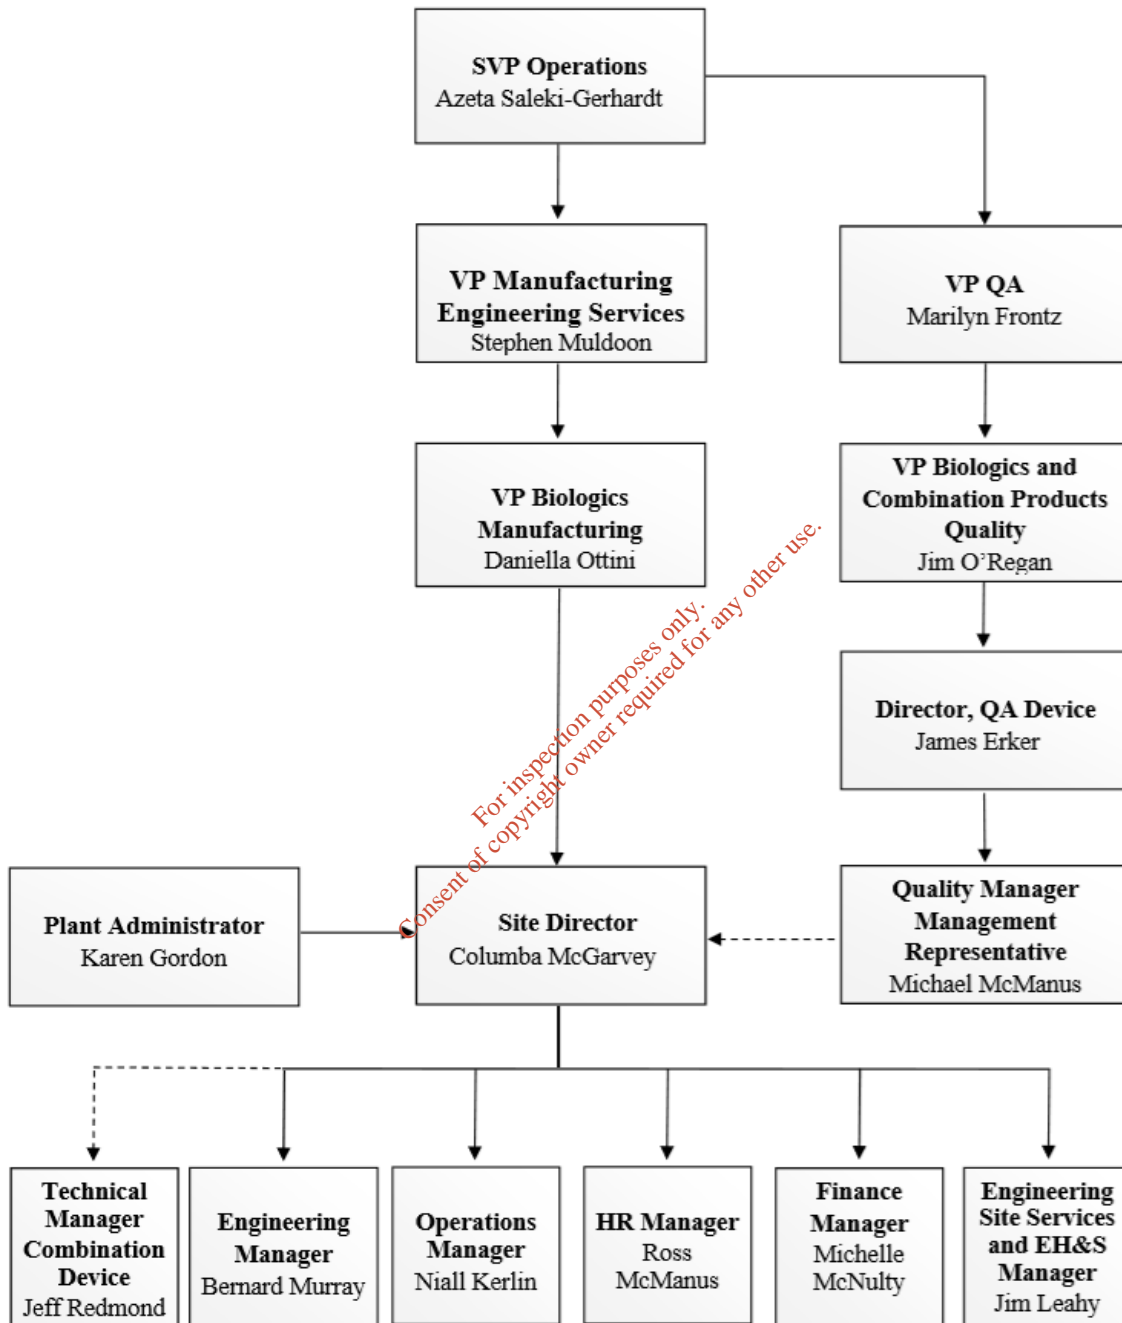 SVP Operations
Azeta Saleki-Gerhardt
VP Manufacturing
Engineering Services
Stephen Muldoon
VP QA
Marilyn Frontz
VP Biologics
Manufacturing
Daniella Ottini
VP Biologics and
Combination Products
Quality
Jim O’Regan
For inspection purposes only.
Consent of copyright owner required for any other use.
Director, QA Device
James Erker
Plant Administrator
Karen Gordon
Site Director
Columba McGarvey
Quality Manager
Management
Representative
Michael McManus
Technical
Manager
Combination
Device
Jeff Redmond
Engineering
Manager
Bernard Murray
Operations
Manager
Niall Kerlin
HR Manager
Ross
McManus
Finance
Manager
Michelle
McNulty
Engineering
Site Services
and EH&S
Manager
Jim Leahy